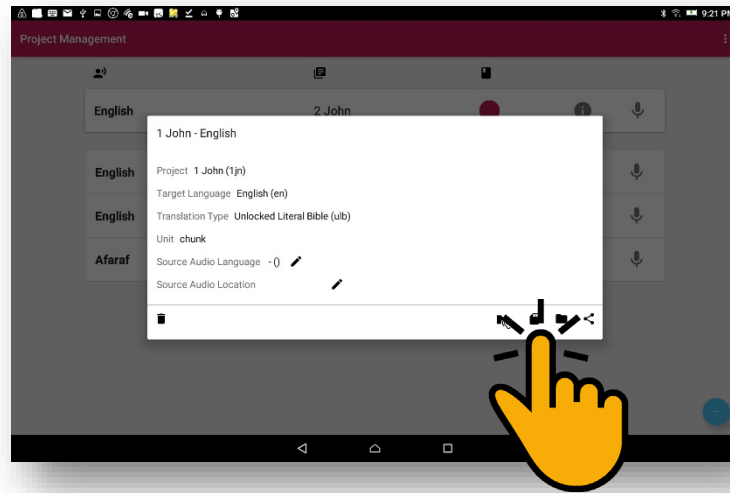 9:21 PM
Project Management
English 2 John
1 John - English
English
Project 1 John (1jn)
Target Language English (en)
English
Translation Type Unlocked Literal Bible (ulb)
Unit chunk
Afaraf
Source Audio Language - ()
Source Audio Location